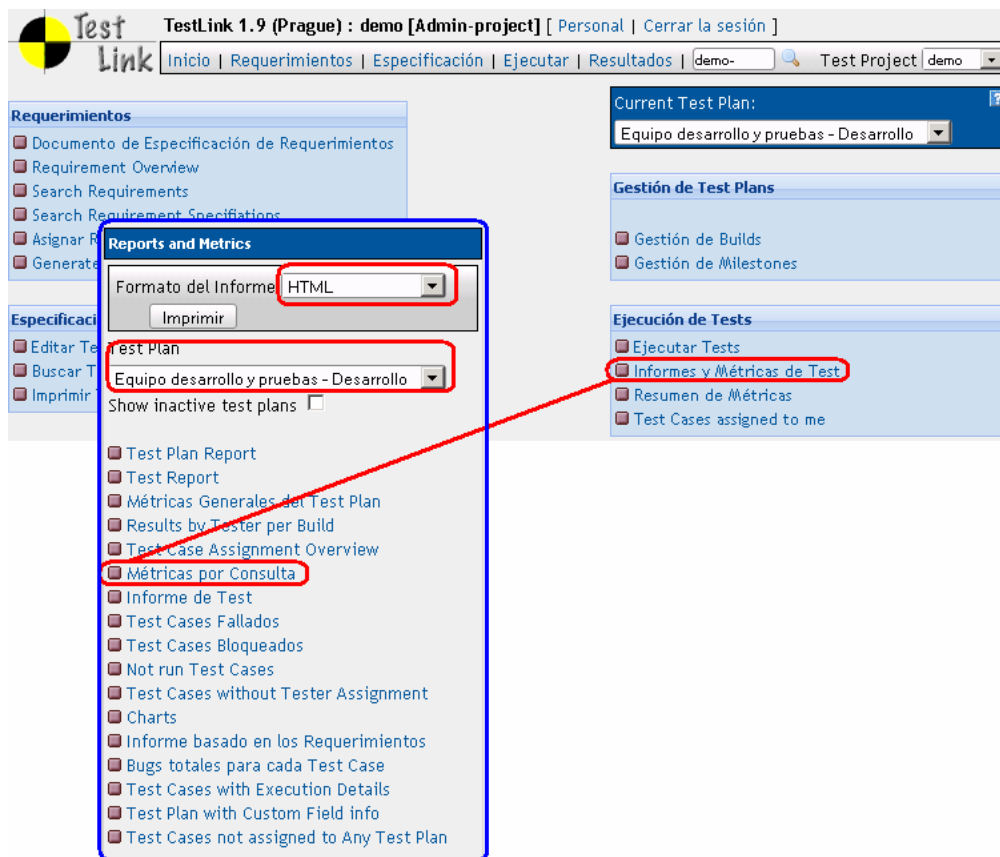 Test Link
TestLink 1.9 (Prague) : demo [Admin-project] [ Personal | Cerrar la sesión ]
Inicio | Requerimientos | Especificación | Ejecutar | Resultados | demo- Test Project demo
Requerimientos
Documento de Especificación de Requerimientos
Requirement Overview
Search Requirements
Search Requirement Specifiations
Asignar R
Generate
Especificaci
Editar Te
Buscar T
Imprimir
Reports and Metrics
Formato del Informe HTML
Imprimir
Test Plan
Equipo desarrollo y pruebas - Desarrollo
Show inactive test plans
Test Plan Report
Test Report
Métricas Generales del Test Plan
Results by Tester per Build
Test Case Assignment Overview
Métricas por Consulta
Informe de Test
Test Cases Fallados
Test Cases Bloqueados
Not run Test Cases
Test Cases without Tester Assignment
Charts
Informe basado en los Requerimientos
Bugs totales para cada Test Case
Test Cases with Execution Details
Test Plan with Custom Field info
Test Cases not assigned to Any Test Plan
Current Test Plan:
?
Equipo desarrollo y pruebas - Desarrollo
Gestión de Test Plans
Gestión de Builds
Gestión de Milestones
Ejecución de Tests
Ejecutar Tests
Informes y Métricas de Test
Resumen de Métricas
Test Cases assigned to me